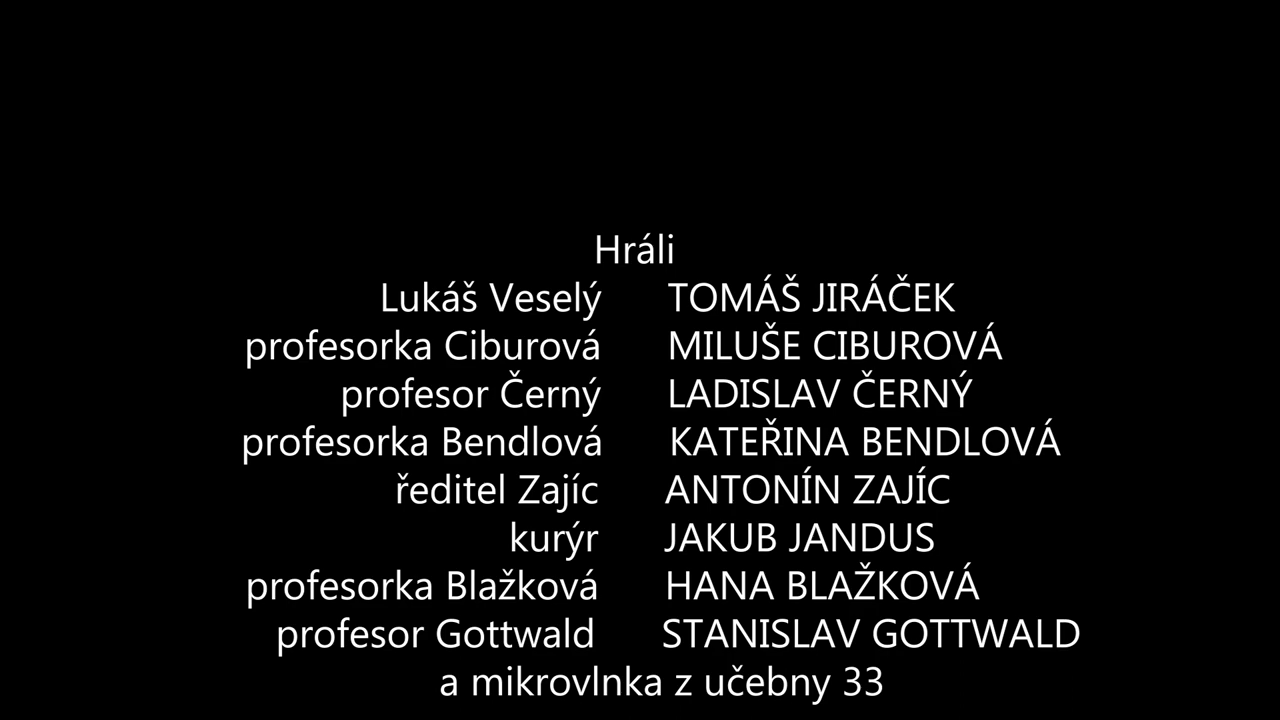 Hráli
Lukáš Veselý TOMÁŠ JIRÁČEK
profesorka Ciburová MILUŠE CIBUROVÁ
profesor Černý LADISLAV ČERNÝ
profesorka Bendlová KATEŘINA BENDLOVÁ
ředitel Zajíc ANTONÍN ZAJÍC
kurýr JAKUB JANDUS
profesorka Blažková HANA BLAŽKOVÁ
profesor Gottwald STANISLAV GOTTWALD
a mikrovlnka z učebny 33